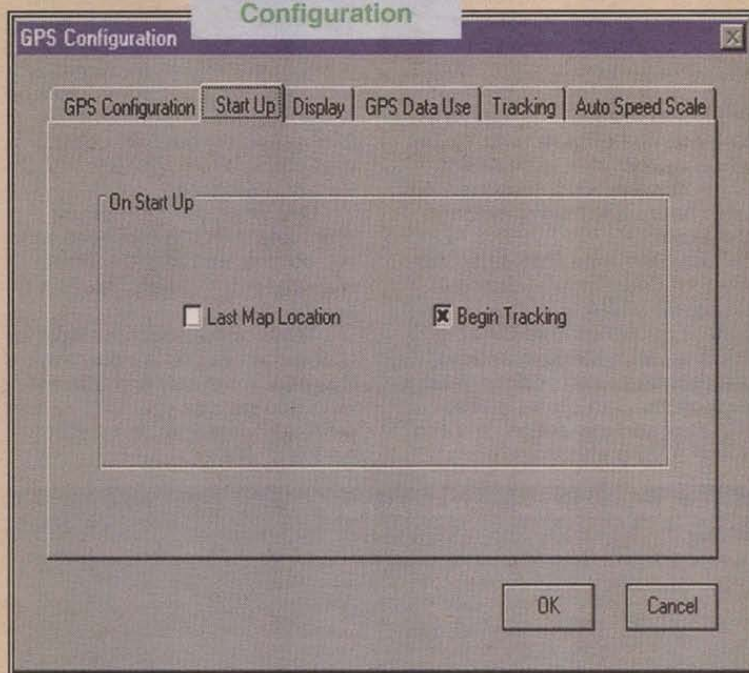 Configuration
GPS Configuration
GPS Configuration Start Up Display GPS Data Use Tracking Auto Speed Scale
On Start Up
Last Map Location Begin Tracking
OK Cancel